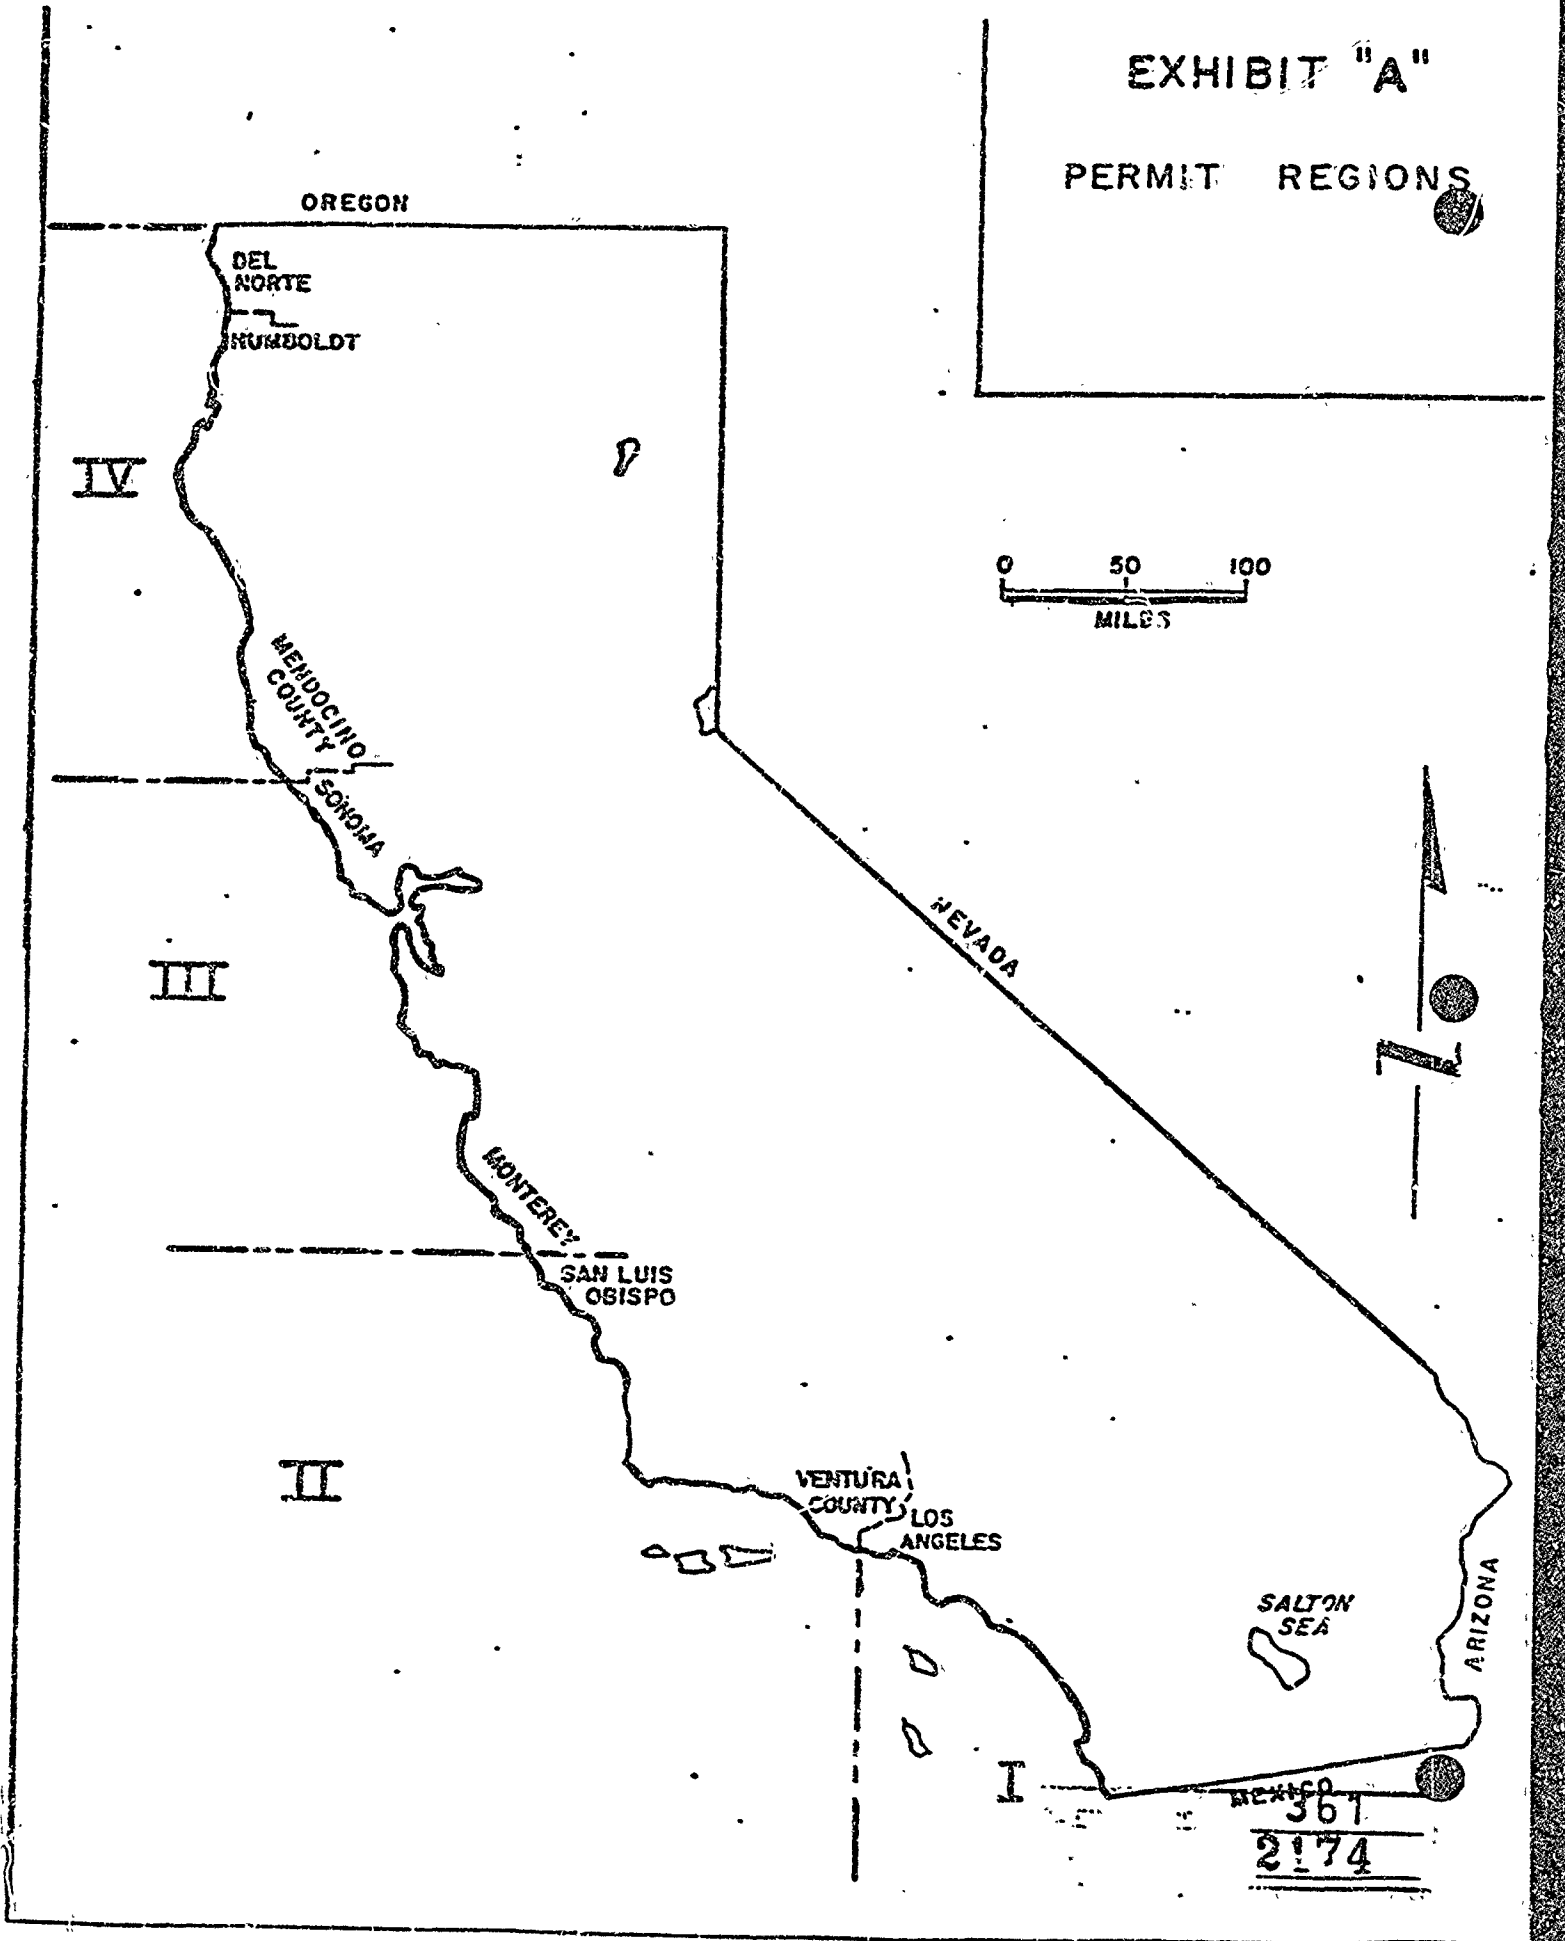 EXHIBIT "A"
PERMIT REGIONS
OREGON
DEL
NORTE
HUMBOLDT
IV
0 50 100
MILES
MENDOCINO
COUNTY
SONOMA
NEVADA
III
N
MONTEREY
SAN LUIS
OBISPO
II
VENTURA
COUNTY
LOS
ANGELES
SALTON
SEA
ARIZONA
I
MEXICO
367
2174